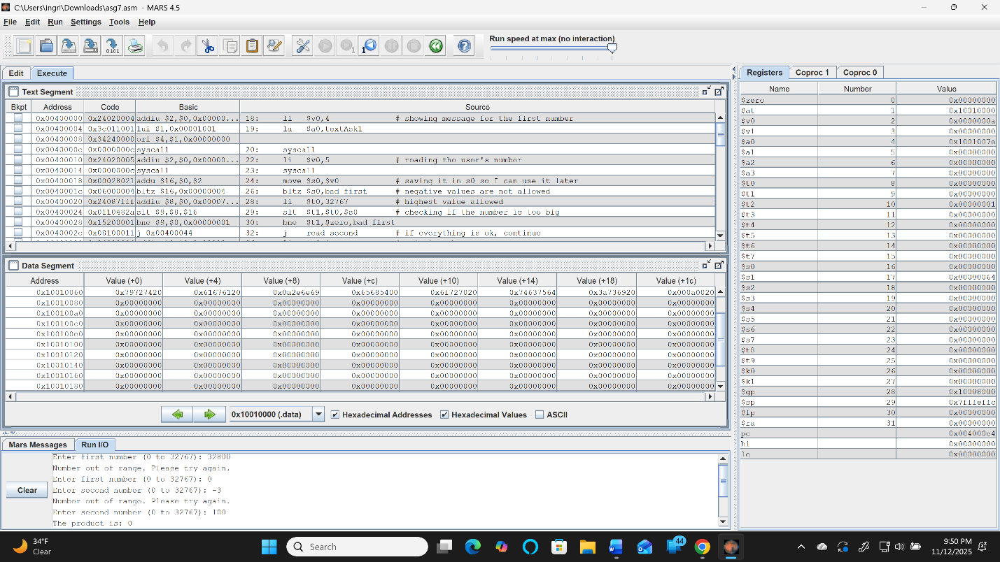 C:\Users\ingri\Downloads\asg7.asm - MARS 4.5
File Edit Run Settings Tools Help
Run speed at max (no interaction)
Edit Execute
Text Segment
Bkpt Address Code Basic Source
0x00400000 0x24020004 addiu $2,$0,0x00000... 18: li $v0,4 # showing message for the first number
0x00400004 0x3c011001 lui $1,0x00001001 19: la $a0,textAsk1
0x00400008 0x34240000 ori $4,$1,0x00000000
0x0040000c 0x0000000c syscall 20: syscall
0x00400010 0x24020005 addiu $2,$0,0x00000... 22: li $v0,5 # reading the user's number
0x00400014 0x0000000c syscall 23: syscall
0x00400018 0x00028021 addu $16,$0,$2 24: move $s0,$v0 # saving it in s0 so I can use it later
0x0040001c 0x06000004 bltz $16,0x00000004 26: bltz $s0,bad_first # negative values are not allowed
0x00400020 0x24087fff addiu $8,$0,0x00007... 28: li $t0,32767 # highest value allowed
0x00400024 0x0110482a slt $9,$8,$16 29: slt $t1,$t0,$s0 # checking if the number is too big
0x00400028 0x15200001 bne $9,$0,0x00000001 30: bne $t1,$zero,bad_first
0x0040002c 0x08100011 j 0x00400044 32: j read_second # if everything is ok, continue
Data Segment
Address Value (+0) Value (+4) Value (+8) Value (+c) Value (+10) Value (+14) Value (+18) Value (+1c)
0x10010060 0x79727420 0x61676120 0x0a2e6e69 0x65685400 0x6f727020 0x74637564 0x3a736920 0x000a0020
0x10010080 0x00000000 0x00000000 0x00000000 0x00000000 0x00000000 0x00000000 0x00000000 0x00000000
0x100100a0 0x00000000 0x00000000 0x00000000 0x00000000 0x00000000 0x00000000 0x00000000 0x00000000
0x100100c0 0x00000000 0x00000000 0x00000000 0x00000000 0x00000000 0x00000000 0x00000000 0x00000000
0x100100e0 0x00000000 0x00000000 0x00000000 0x00000000 0x00000000 0x00000000 0x00000000 0x00000000
0x10010100 0x00000000 0x00000000 0x00000000 0x00000000 0x00000000 0x00000000 0x00000000 0x00000000
0x10010120 0x00000000 0x00000000 0x00000000 0x00000000 0x00000000 0x00000000 0x00000000 0x00000000
0x10010140 0x00000000 0x00000000 0x00000000 0x00000000 0x00000000 0x00000000 0x00000000 0x00000000
0x10010160 0x00000000 0x00000000 0x00000000 0x00000000 0x00000000 0x00000000 0x00000000 0x00000000
0x10010180 0x00000000 0x00000000 0x00000000 0x00000000 0x00000000 0x00000000 0x00000000 0x00000000
0x10010000 (.data) Hexadecimal Addresses Hexadecimal Values ASCII
Mars Messages Run I/O
Clear
Enter first number (0 to 32767): 32800
Number out of range. Please try again.
Enter first number (0 to 32767): 0
Enter second number (0 to 32767): -3
Number out of range. Please try again.
Enter second number (0 to 32767): 100
The product is: 0
Registers Coproc 1 Coproc 0
Name Number Value
$zero 0 0x00000000
$at 1 0x10010000
$v0 2 0x0000000a
$v1 3 0x00000000
$a0 4 0x1001007e
$a1 5 0x00000000
$a2 6 0x00000000
$a3 7 0x00000000
$t0 8 0x00000000
$t1 9 0x00000000
$t2 10 0x00000001
$t3 11 0x00000000
$t4 12 0x00000000
$t5 13 0x00000000
$t6 14 0x00000000
$t7 15 0x00000000
$s0 16 0x00000000
$s1 17 0x00000064
$s2 18 0x00000000
$s3 19 0x00000000
$s4 20 0x00000000
$s5 21 0x00000000
$s6 22 0x00000000
$s7 23 0x00000000
$t8 24 0x00000000
$t9 25 0x00000000
$k0 26 0x00000000
$k1 27 0x00000000
$gp 28 0x10008000
$sp 29 0x7fffeffc
$fp 30 0x00000000
$ra 31 0x00000000
pc 0x004000e4
hi 0x00000000
lo 0x00000000
34°F
Clear
Search
44
9:50 PM
11/12/2025